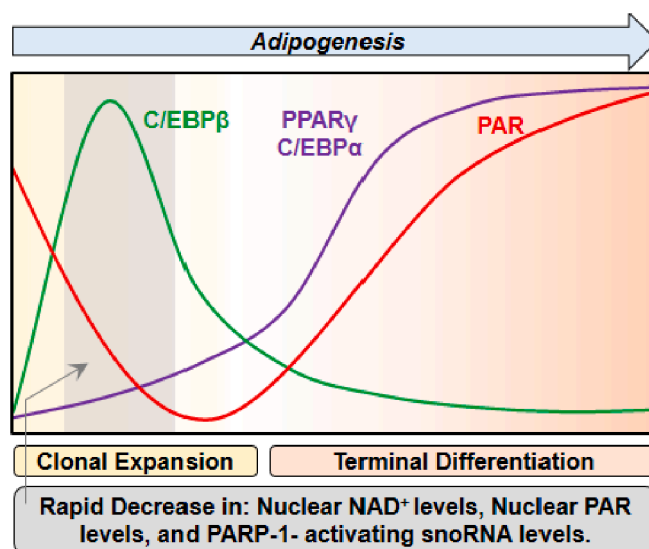 Adipogenesis
C/EBPβ
PPARγ
C/EBPα
PAR
Clonal Expansion
Terminal Differentiation
Rapid Decrease in: Nuclear NAD⁺ levels, Nuclear PAR
levels, and PARP-1- activating snoRNA levels.